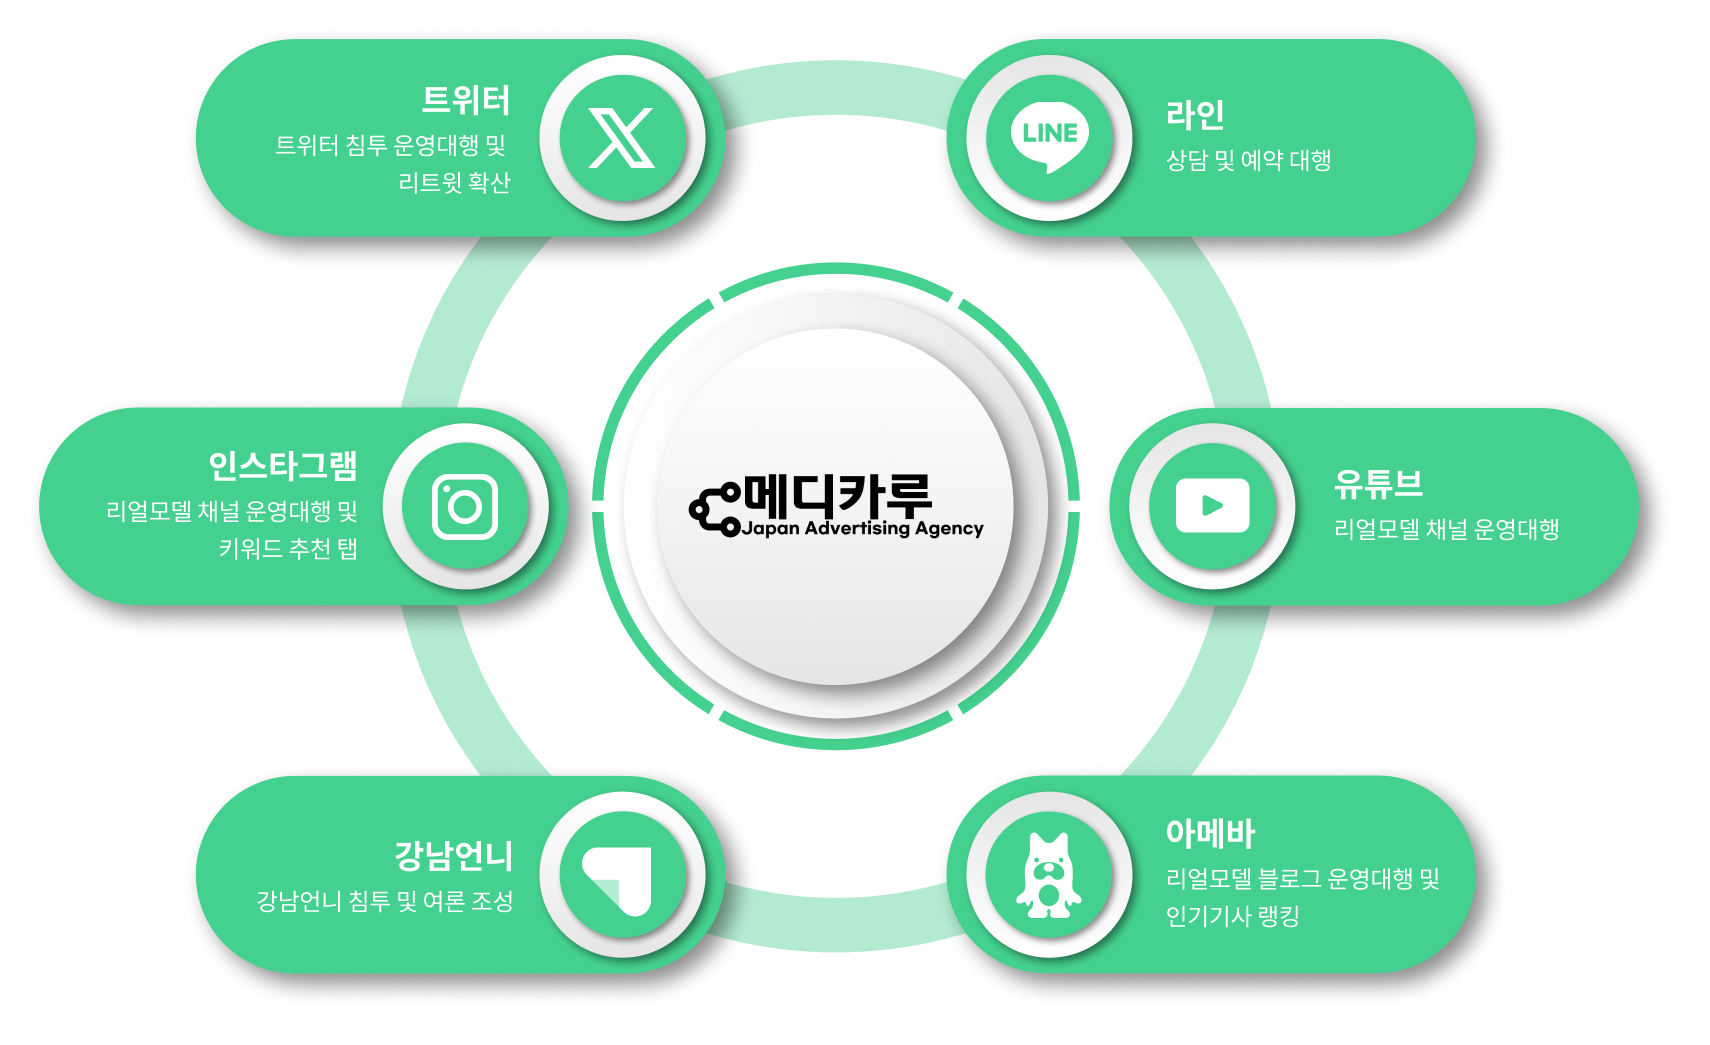 트위터
트위터 침투 운영대행 및
리트윗 확산
LINE
라인
상담 및 예약 대행
인스타그램
리얼모델 채널 운영대행 및
키워드 추천 탭
메디카루
Japan Advertising Agency
유튜브
리얼모델 채널 운영대행
강남언니
강남언니 침투 및 여론 조성
아메바
리얼모델 블로그 운영대행 및
인기기사 랭킹